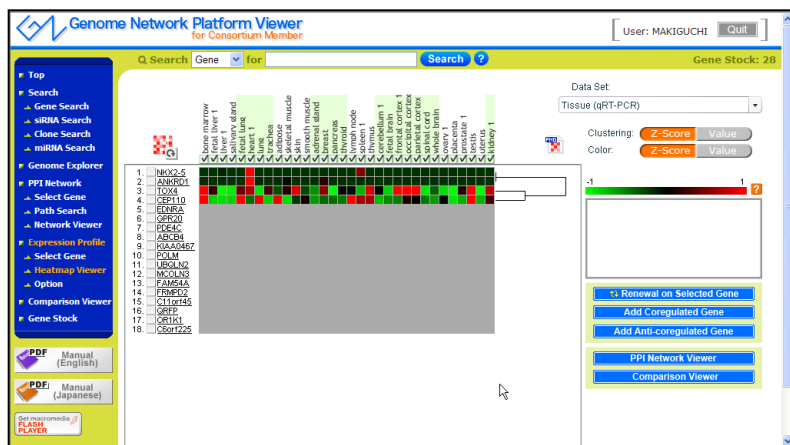 Genome Network Platform Viewer
for Consortium Member
User: MAKIGUCHI
Quit
Search Gene for Search ?
Gene Stock: 28
Top
Search
Gene Search
siRNA Search
Clone Search
miRNA Search
Genome Explorer
PPI Network
Select Gene
Path Search
Network Viewer
Expression Profile
Select Gene
Heatmap Viewer
Option
Comparison Viewer
Gene Stock
PDF Manual
(English)
PDF Manual
(Japanese)
Get macromedia
FLASH
PLAYER
bone marrow
fetal liver 1
liver 1
salivary gland
fetal lung
heart 1
lung
trachea
adipose
skeletal muscle
skin
smooth muscle
adrenal gland
breast
pancreas
thyroid
lymph node
spleen 1
thymus
cerebellum 1
fetal brain
frontal cortex 1
occipital cortex
parietal cortex
spinal cord
whole brain
ovary 1
placenta
prostate 1
testis
uterus
kidney 1
1. NKX2-5
2. ANKRD1
3. TOX4
4. CEP110
5. EDNRA
6. GPR20
7. PDE4C
8. ABCB4
9. KIAA0467
10. POLM
11. UBQLN2
12. MCOLN3
13. FAM54A
14. FRMPD2
15. C11orf45
16. QRFP
17. OR1K1
18. C6orf225
Data Set:
Tissue (qRT-PCR)
Clustering: Z-Score Value
Color: Z-Score Value
-1 1
?
Renewal on Selected Gene
Add Coregulated Gene
Add Anti-coregulated Gene
PPI Network Viewer
Comparison Viewer